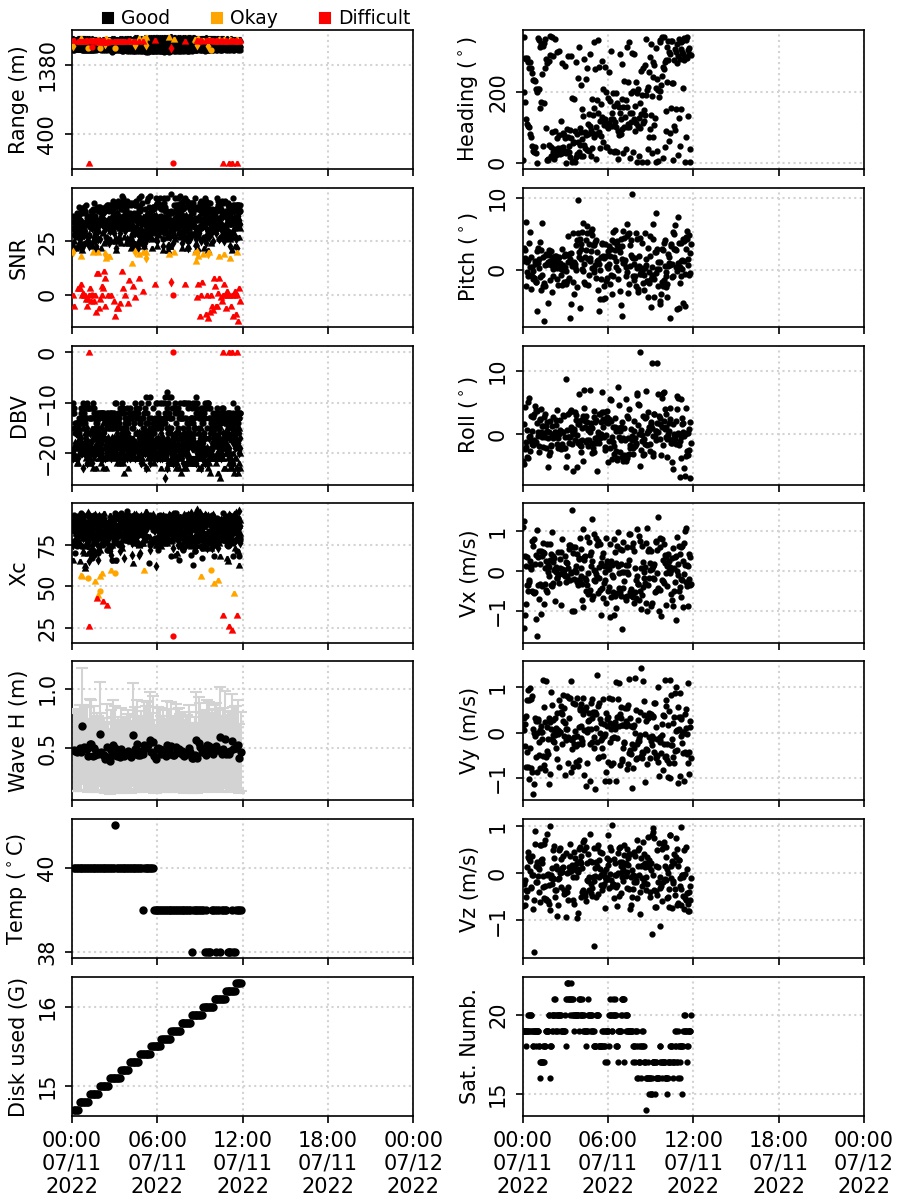 Good Okay Difficult
Range (m)
1380
400
Heading (°)
200
0
SNR
25
0
Pitch (°)
10
0
DBV
0
−10
−20
Roll (°)
10
0
Xc
75
50
25
Vx (m/s)
1
0
−1
Wave H (m)
1.0
0.5
Vy (m/s)
1
0
−1
Temp (°C)
40
38
Vz (m/s)
1
0
−1
Disk used (G)
16
15
Sat. Numb.
20
15
00:00 06:00 12:00 18:00 00:00
07/11 07/11 07/11 07/11 07/12
2022 2022 2022 2022 2022
00:00 06:00 12:00 18:00 00:00
07/11 07/11 07/11 07/11 07/12
2022 2022 2022 2022 2022